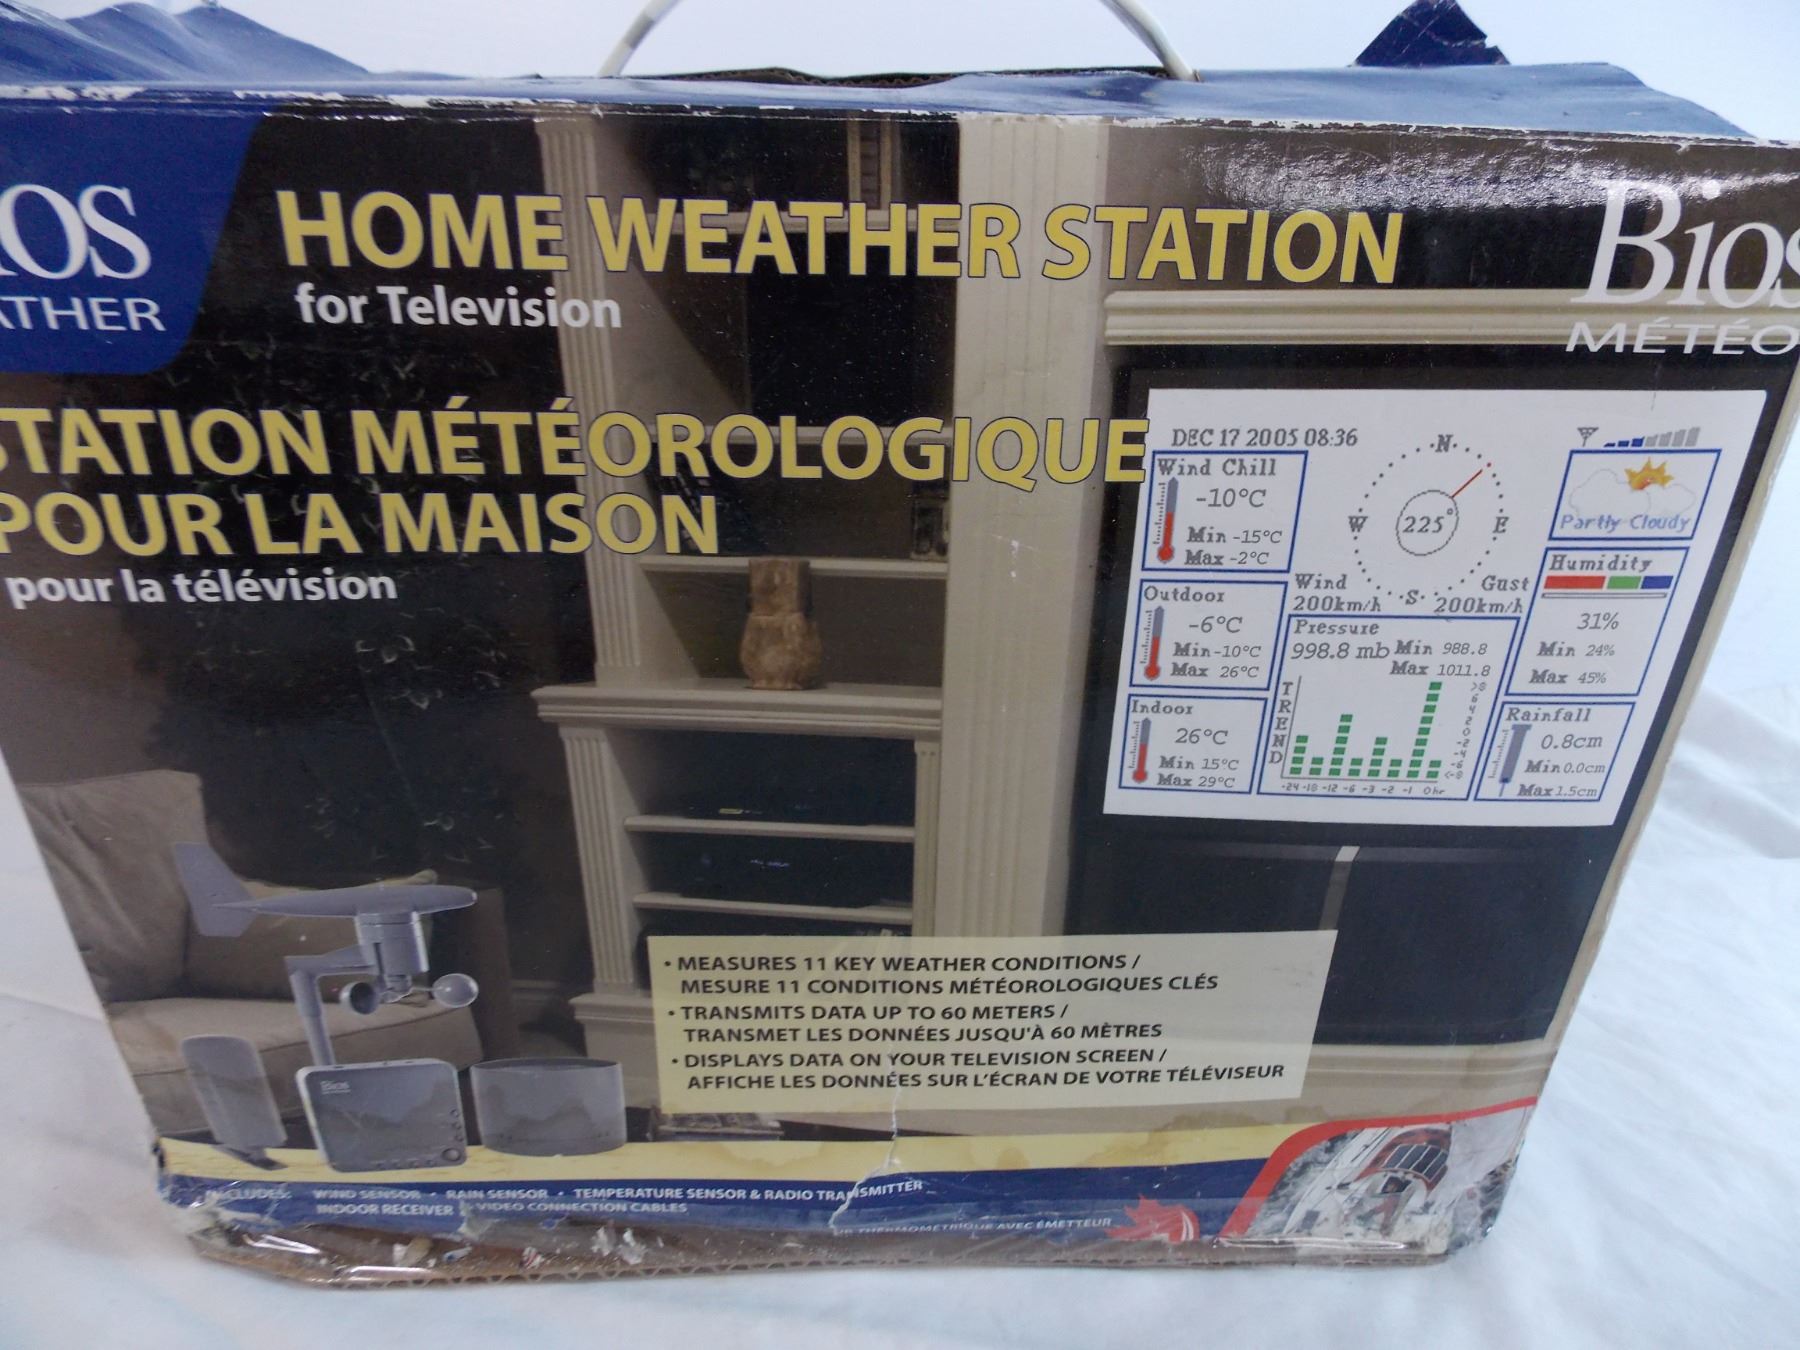 IOS
ATHER
HOME WEATHER STATION
for Television
STATION MÉTÉOROLOGIQUE
POUR LA MAISON
pour la télévision
Bios
MÉTÉO
DEC 17 2005 08:36
Wind Chill
-10°C
Min -15°C
Max -2°C
Outdoor
-6°C
Min -10°C
Max 26°C
Indoor
26°C
Min 15°C
Max 29°C
N
W 225° E
S
Wind
200km/h
Gust
200km/h
Pressure
998.8 mb Min 988.8
Max 1011.8
TREND
-24 -18 -12 -6 -3 -2 -1 0hr
Partly Cloudy
Humidity
31%
Min 24%
Max 45%
Rainfall
0.8cm
Min 0.0cm
Max 1.5cm
• MEASURES 11 KEY WEATHER CONDITIONS /
MESURE 11 CONDITIONS MÉTÉOROLOGIQUES CLÉS
• TRANSMITS DATA UP TO 60 METERS /
TRANSMET LES DONNÉES JUSQU'À 60 MÈTRES
• DISPLAYS DATA ON YOUR TELEVISION SCREEN /
AFFICHE LES DONNÉES SUR L'ÉCRAN DE VOTRE TÉLÉVISEUR
Bios
INCLUDES: WIND SENSOR • RAIN SENSOR • TEMPERATURE SENSOR & RADIO TRANSMITTER
INDOOR RECEIVER • VIDEO CONNECTION CABLES
UR THERMOMÉTRIQUE AVEC ÉMETTEUR